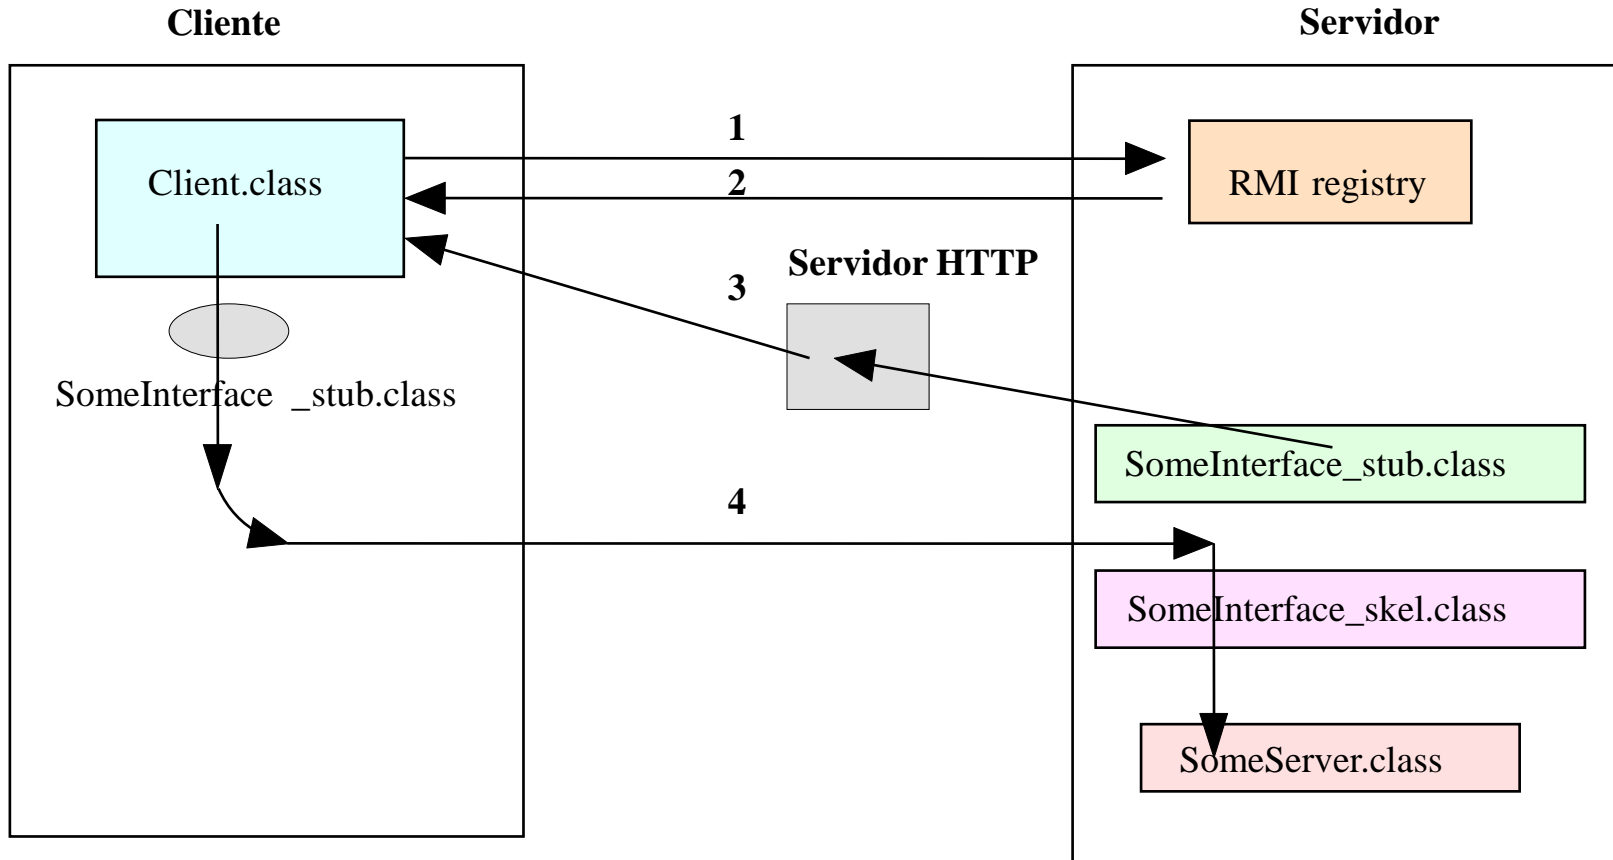 Cliente
Servidor
1
Client.class
2
RMI registry
Servidor HTTP
3
SomeInterface _stub.class
SomeInterface_stub.class
4
SomeInterface_skel.class
SomeServer.class